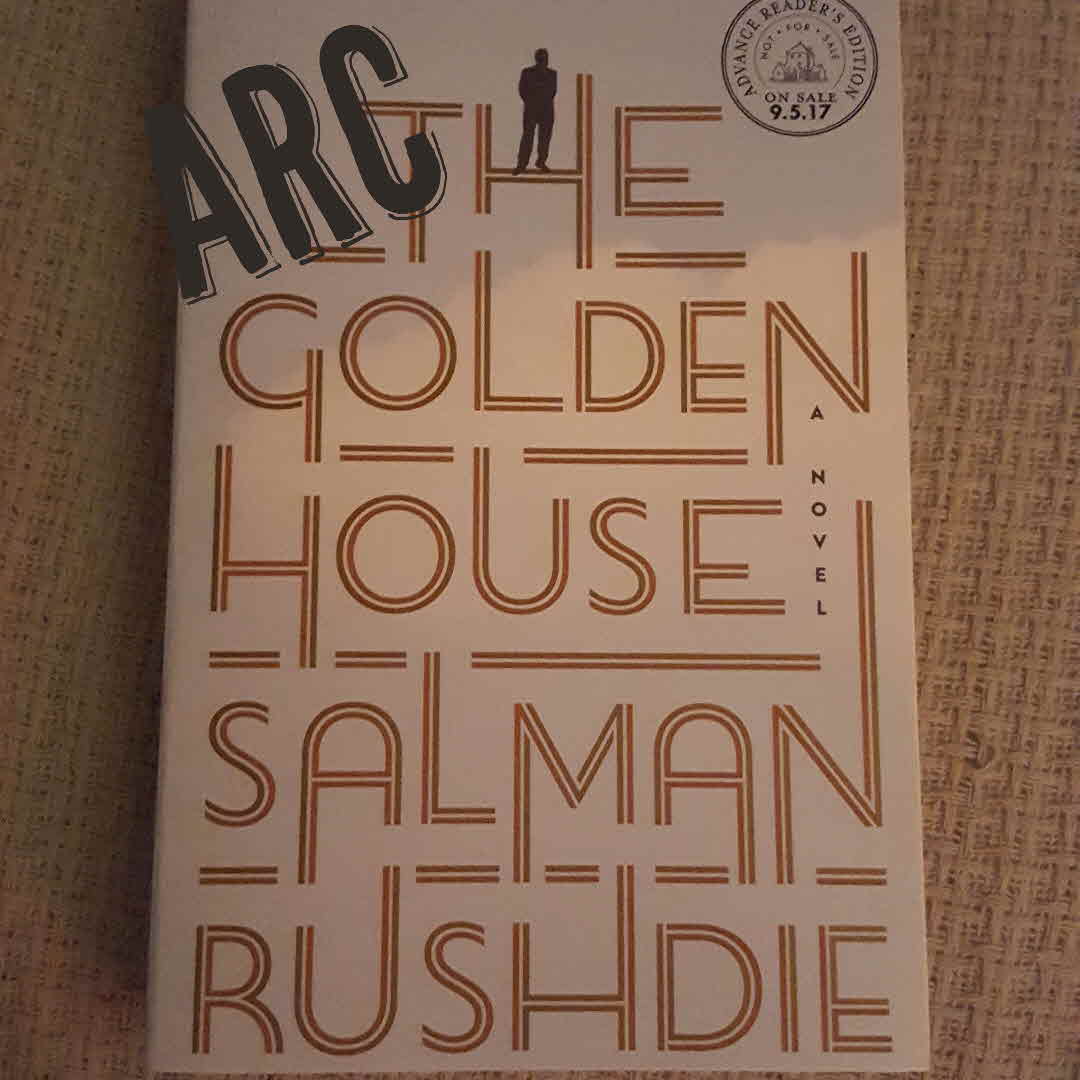 ARC
ADVANCE READER'S EDITION
NOT • FOR • SALE
ON SALE
9.5.17
THE
GOLDEN
HOUSE
A NOVEL
SALMAN
RUSHDIE